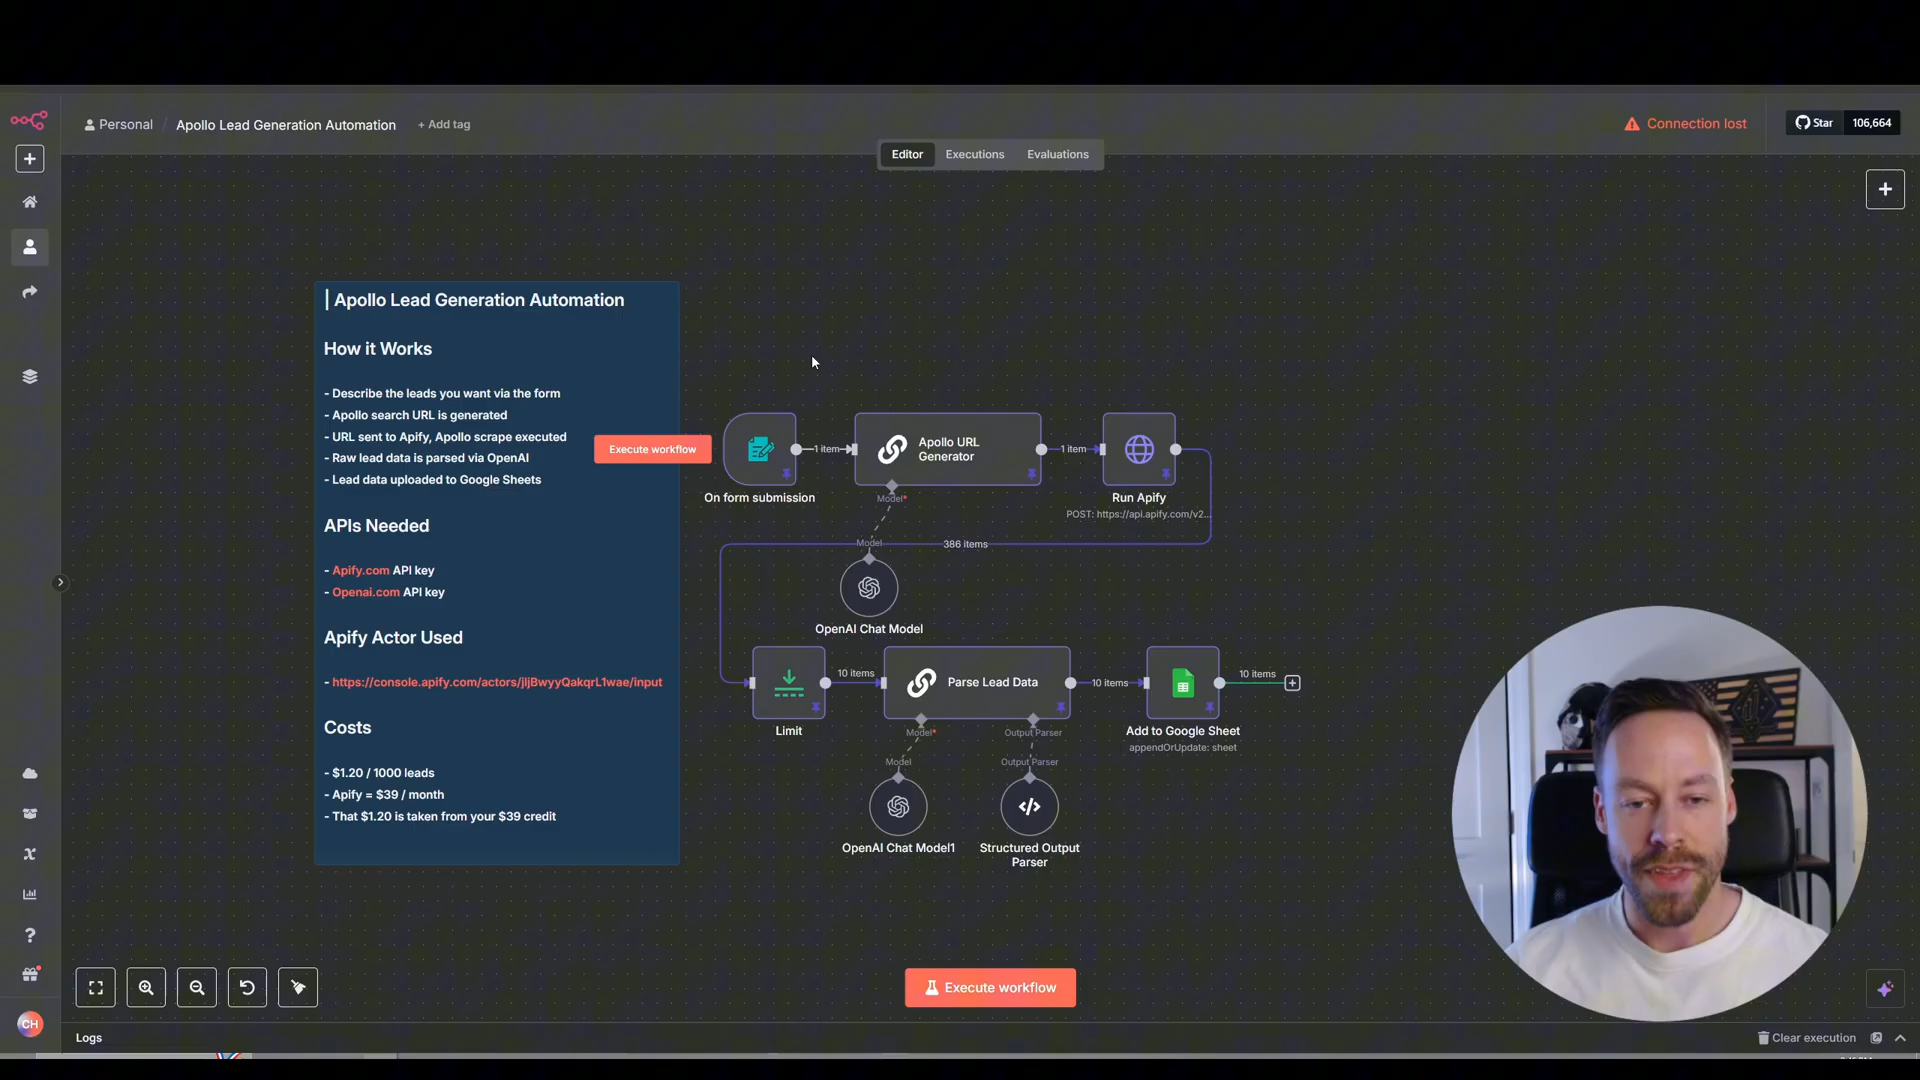 Personal / Apollo Lead Generation Automation + Add tag
Connection lost
Star 106,664
Editor Executions Evaluations
Apollo Lead Generation Automation
How it Works
- Describe the leads you want via the form
- Apollo search URL is generated
- URL sent to Apify, Apollo scrape executed
- Raw lead data is parsed via OpenAI
- Lead data uploaded to Google Sheets
APIs Needed
- Apify.com API key
- Openai.com API key
Apify Actor Used
- https://console.apify.com/actors/jljBwyyQakqrL1wae/input
Costs
- $1.20 / 1000 leads
- Apify = $39 / month
- That $1.20 is taken from your $39 credit
Execute workflow
On form submission
1 item
Apollo URL
Generator
Model*
1 item
Run Apify
POST: https://api.apify.com/v2...
Model
386 items
OpenAI Chat Model
Limit
10 items
Parse Lead Data
Model*
Output Parser
10 items
Add to Google Sheet
appendOrUpdate: sheet
10 items
Model
Output Parser
OpenAI Chat Model1
Structured Output
Parser
Execute workflow
CH
Logs
Clear execution